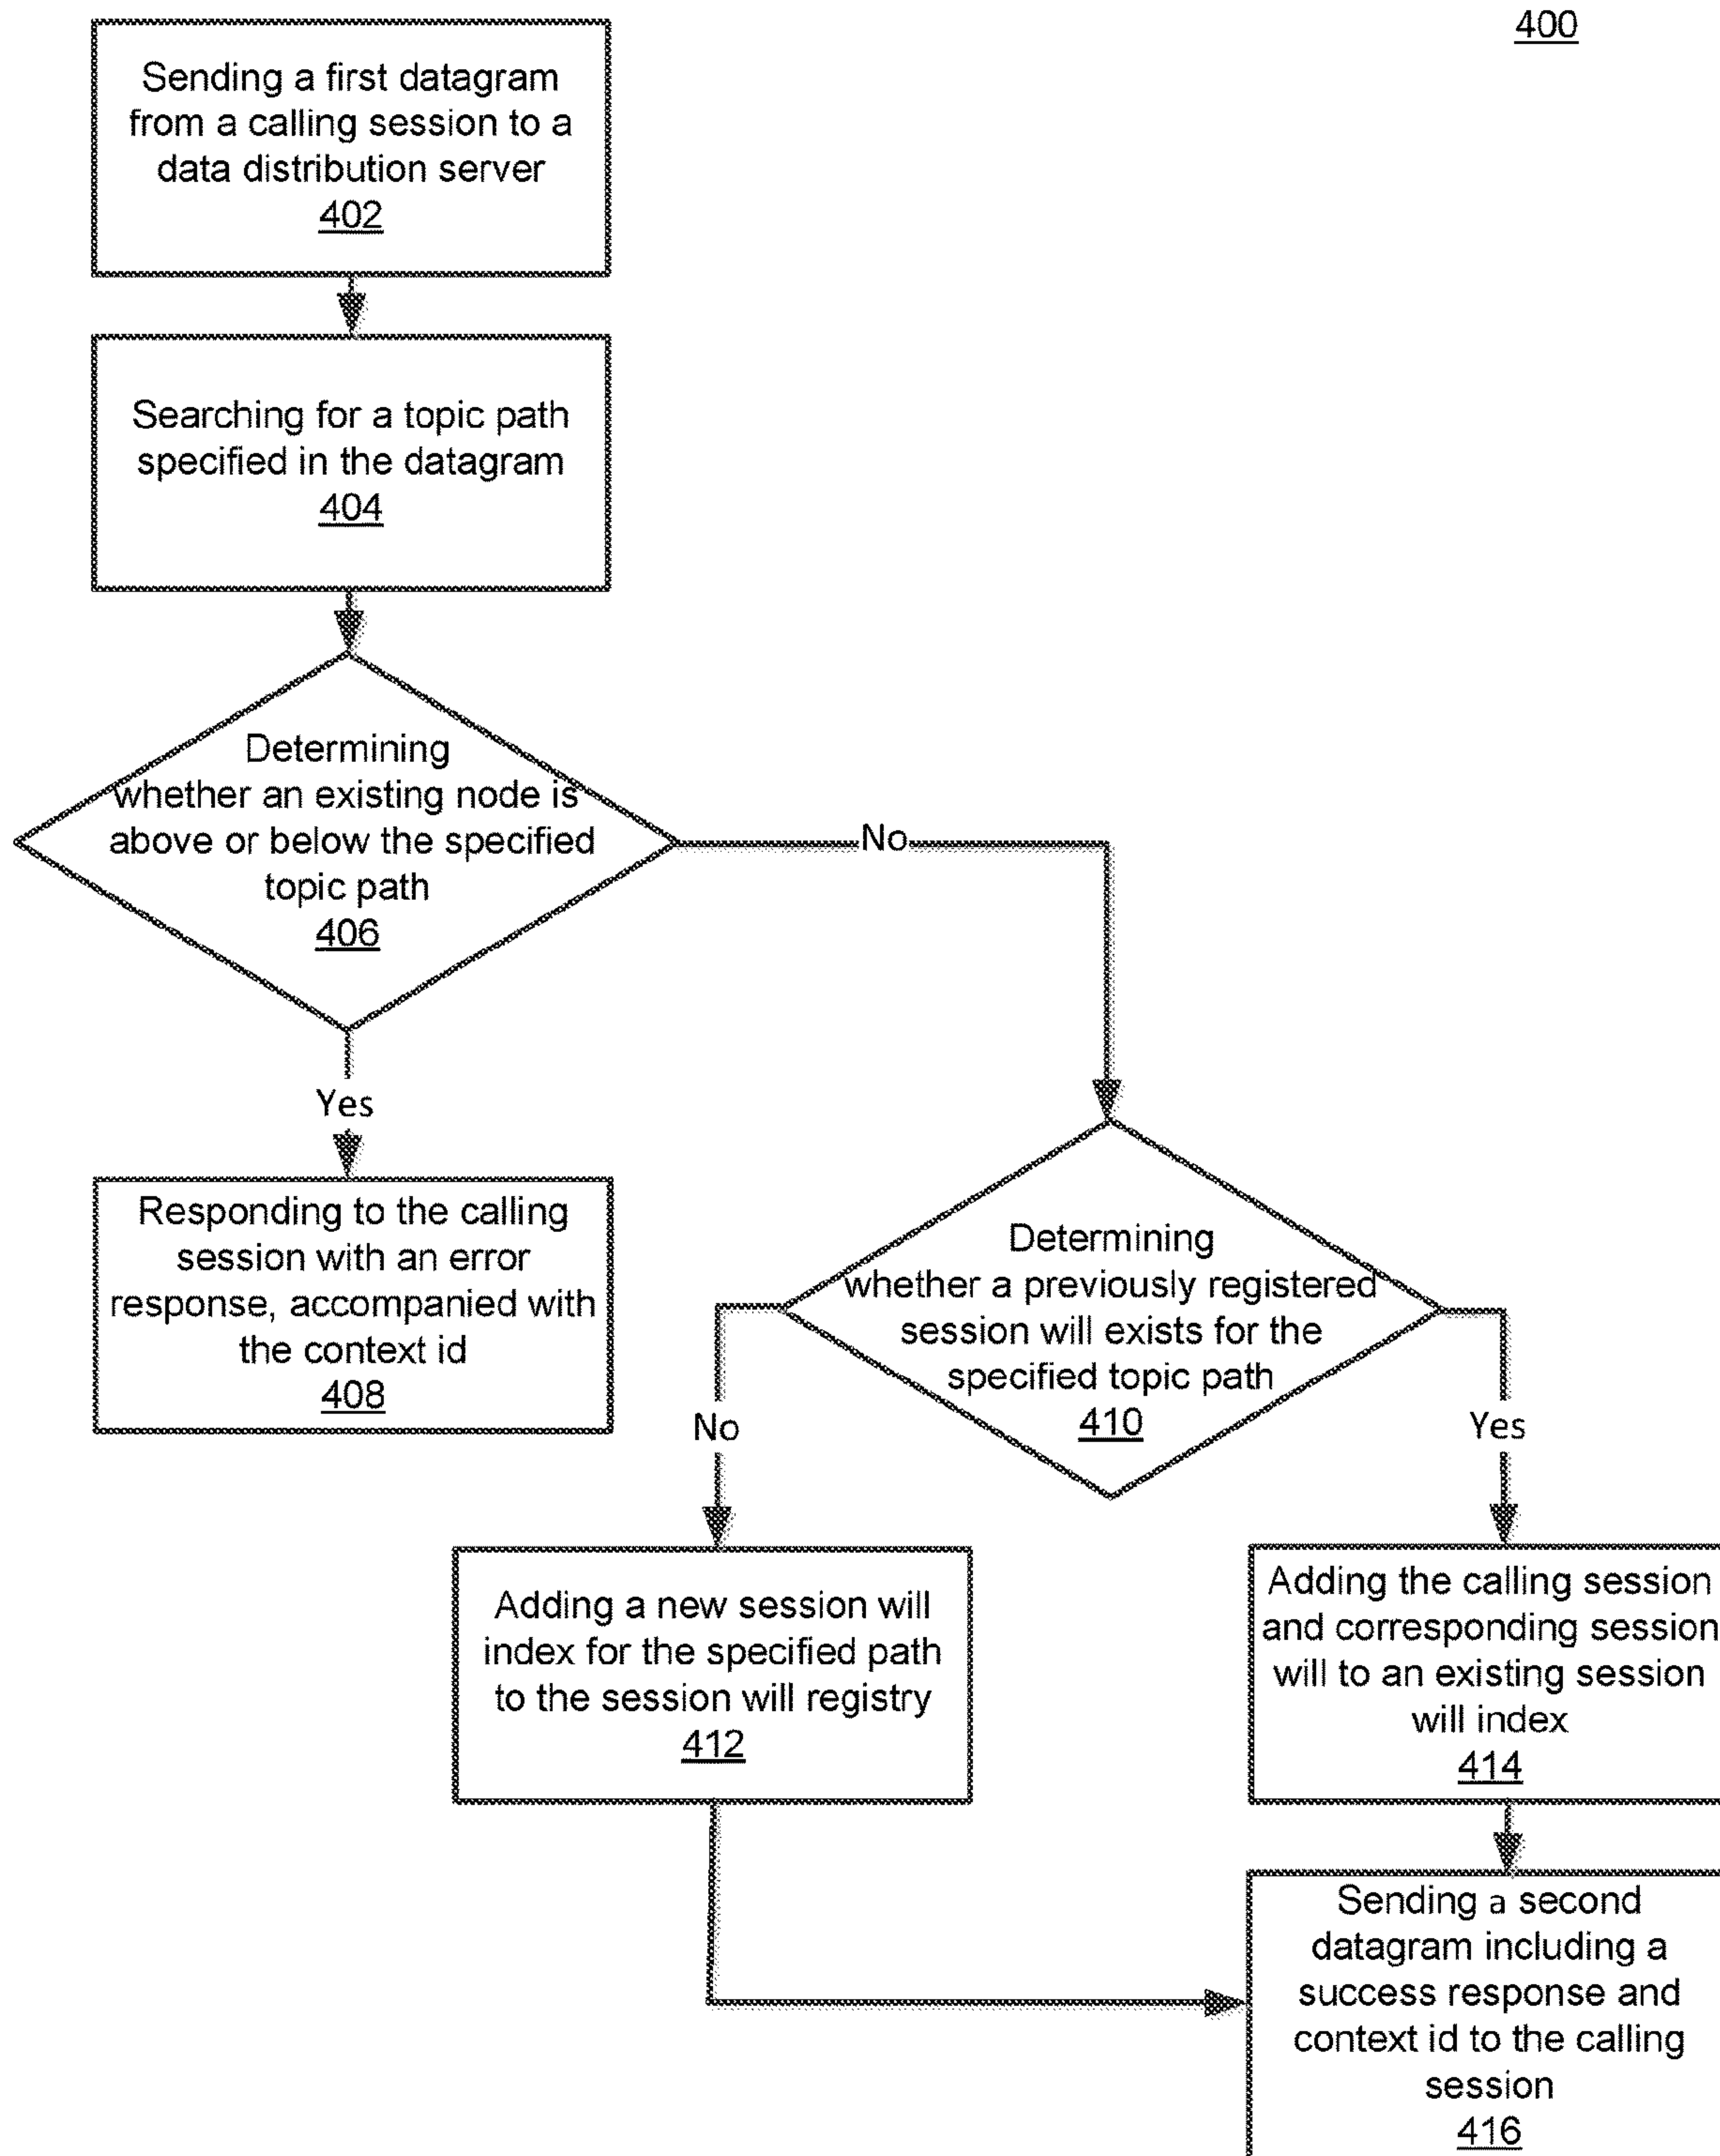 400
Sending a first datagram
from a calling session to a
data distribution server
402
Searching for a topic path
specified in the datagram
404
Determining
whether an existing node is
above or below the specified
topic path
406
No
Yes
Responding to the calling
session with an error
response, accompanied with
the context id
408
Determining
whether a previously registered
session will exists for the
specified topic path
410
No
Yes
Adding a new session will
index for the specified path
to the session will registry
412
Adding the calling session
and corresponding session
will to an existing session
will index
414
Sending a second
datagram including a
success response and
context id to the calling
session
416